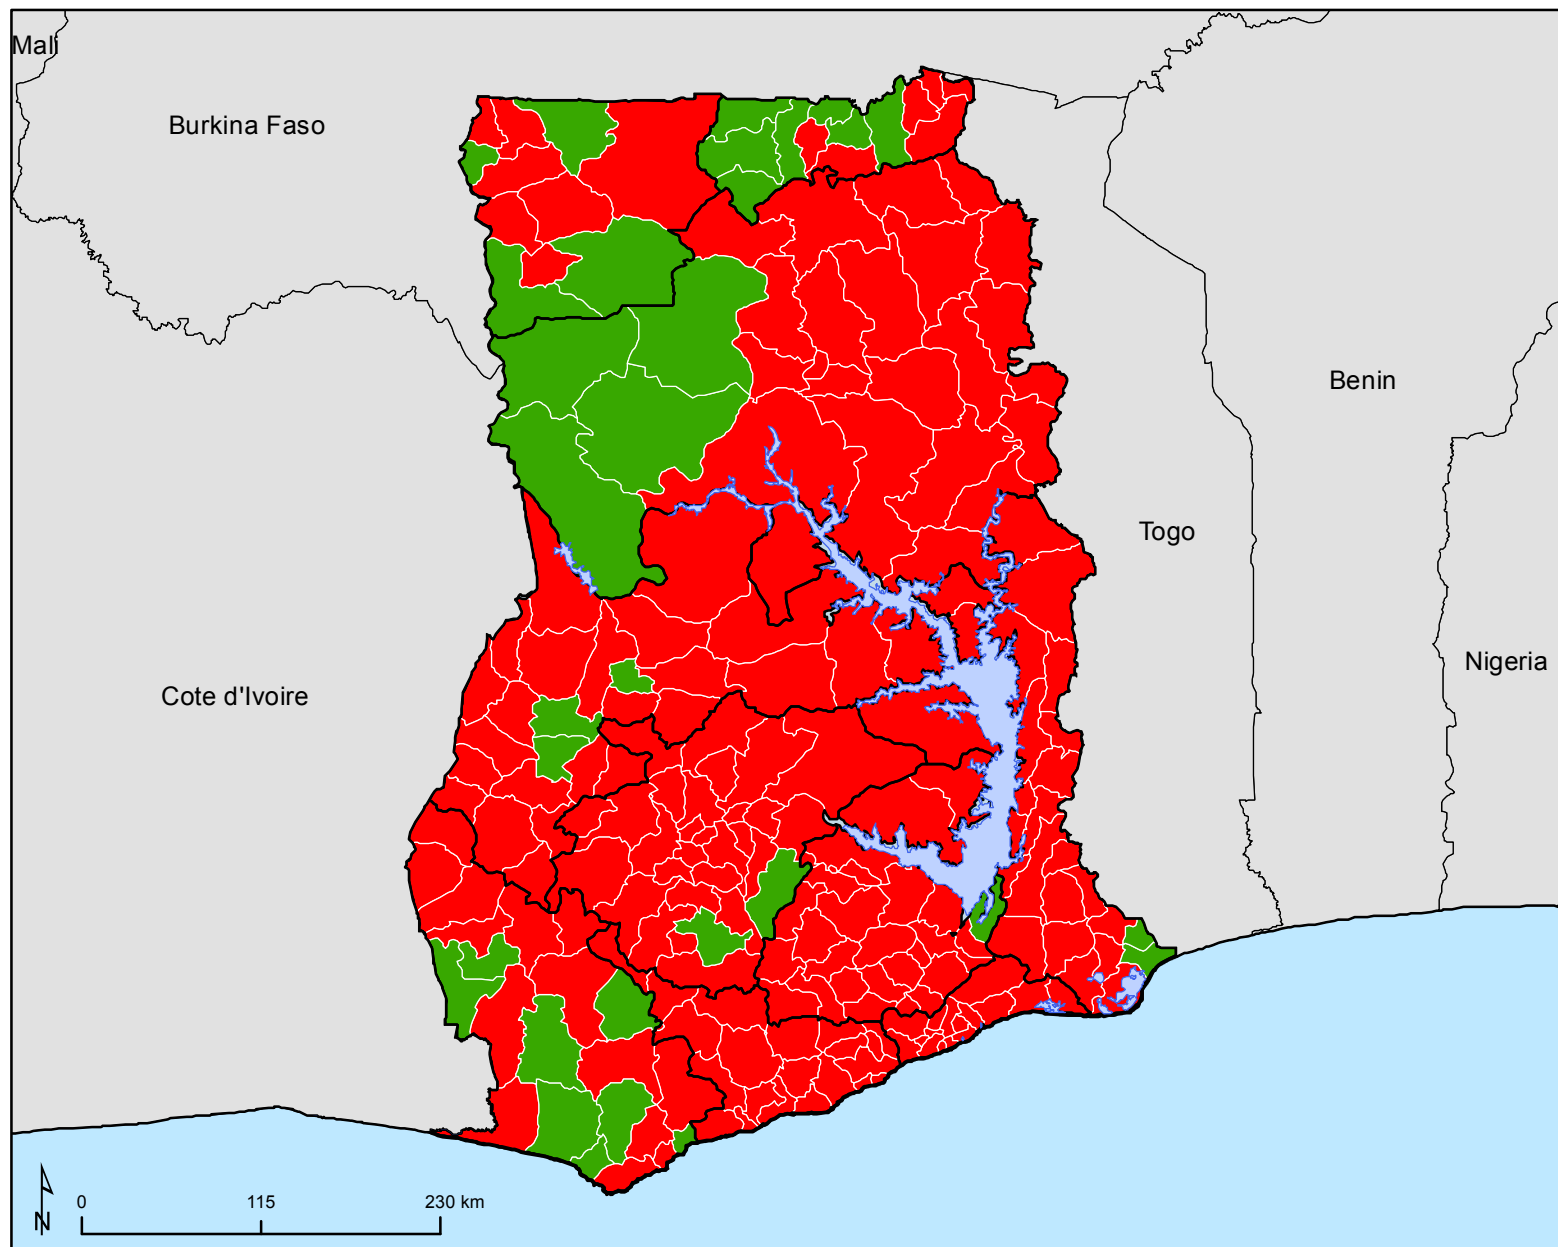 Mali
Burkina Faso
Benin
Togo
Nigeria
Cote d'Ivoire
N
0 115 230 km